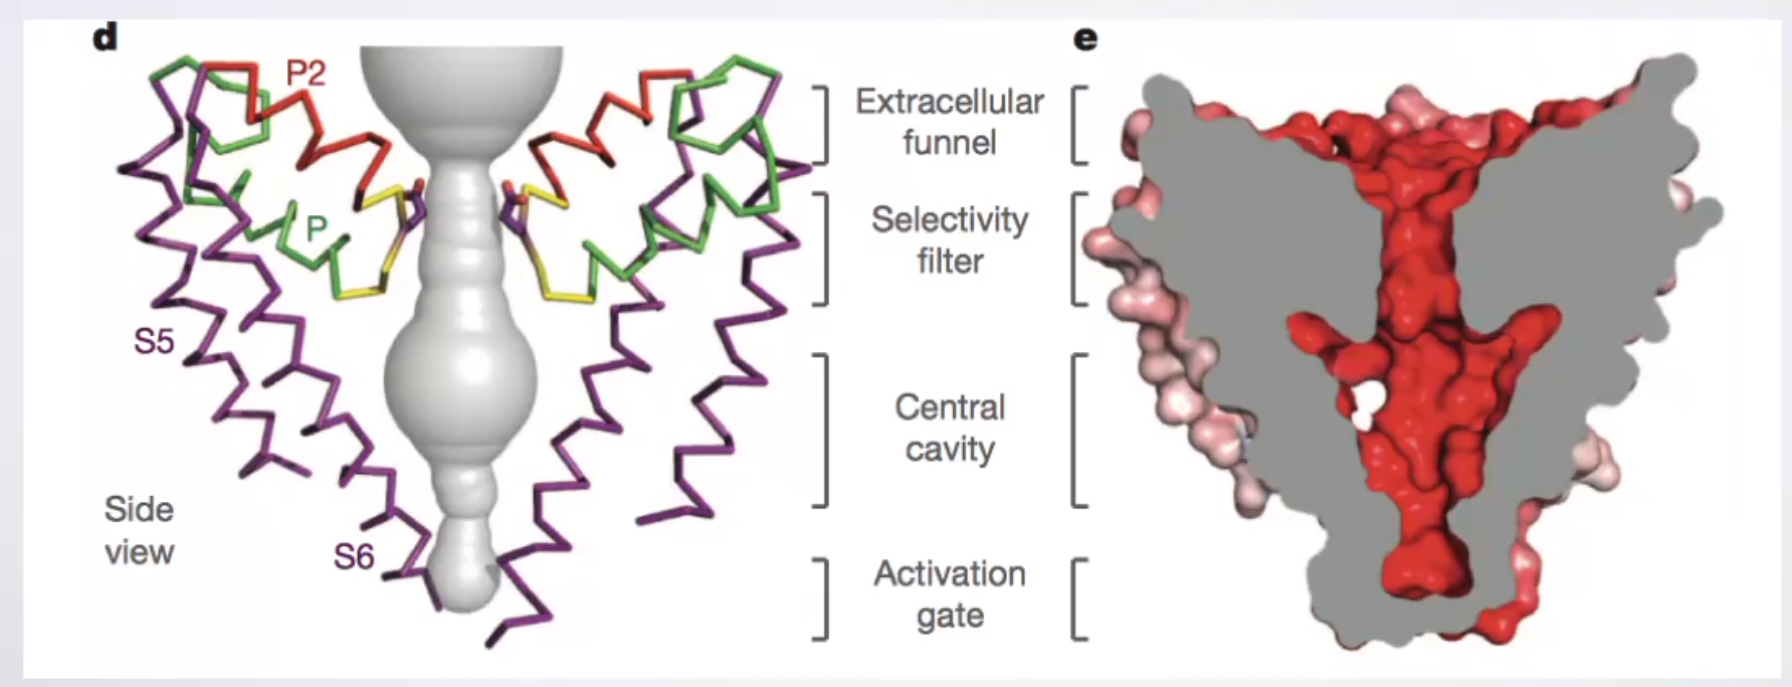 d
e
P2
Extracellular
funnel
P
Selectivity
filter
S5
Central
cavity
Side
view
S6
Activation
gate